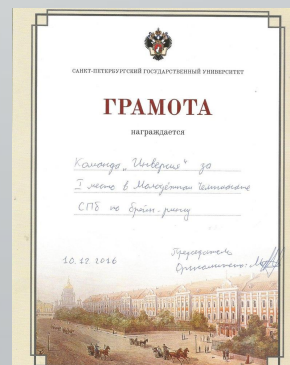 САНКТ-ПЕТЕРБУРГСКИЙ ГОСУДАРСТВЕННЫЙ УНИВЕРСИТЕТ
ГРАМОТА
награждается
Команда „Инверсия" за
I место в Молодёжном Чемпионате
СПб по брейн-рингу
Председатель
10.12.2016
Оргкомитета: